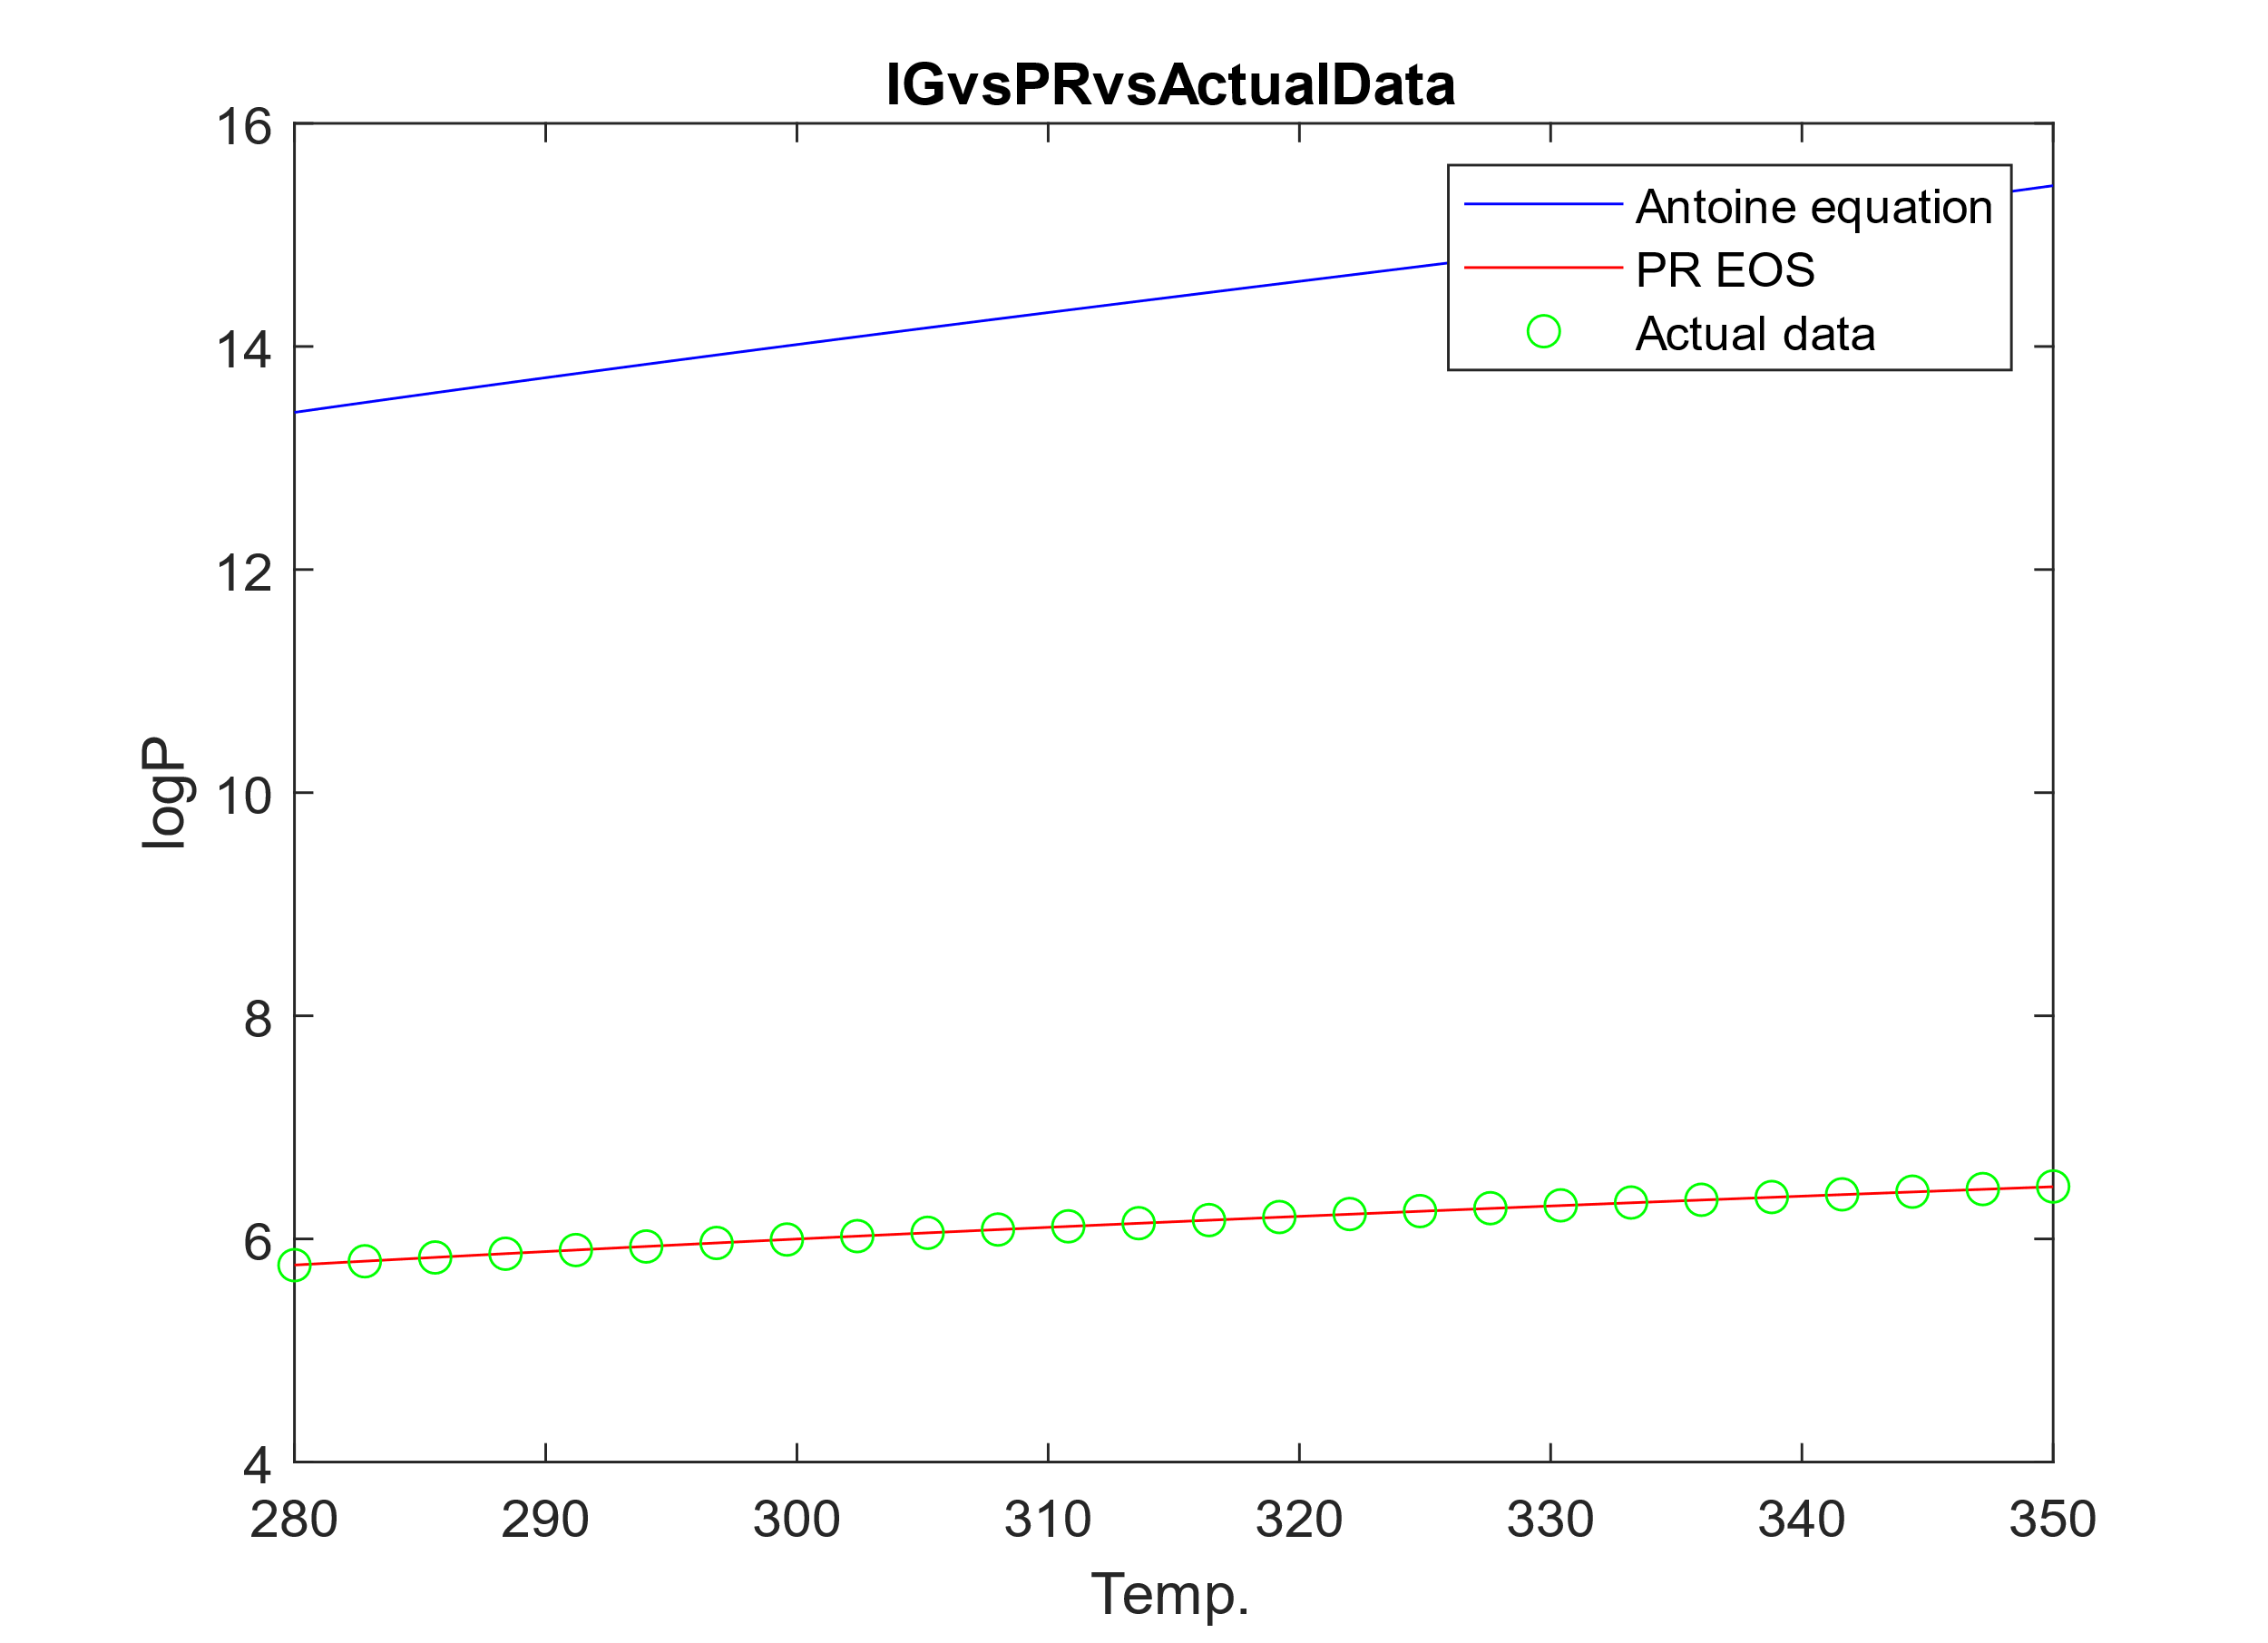 IGvsPRvsActualData
Antoine equation
PR EOS
Actual data
16
14
12
10
8
6
4
logP
280 290 300 310 320 330 340 350
Temp.